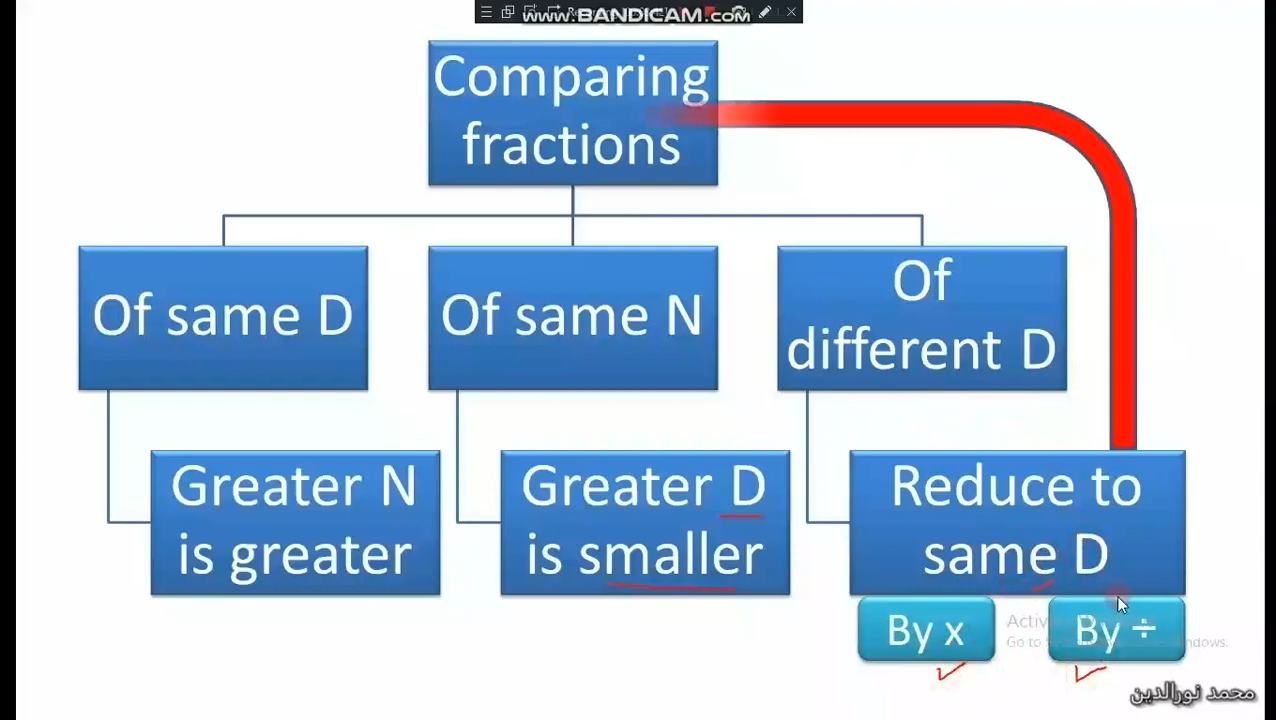 www.BANDICAM.com
Comparing
fractions
Of same D
Of same N
Of
different D
Greater N
is greater
Greater D
is smaller
Reduce to
same D
By x
By ÷
محمد نورالدين